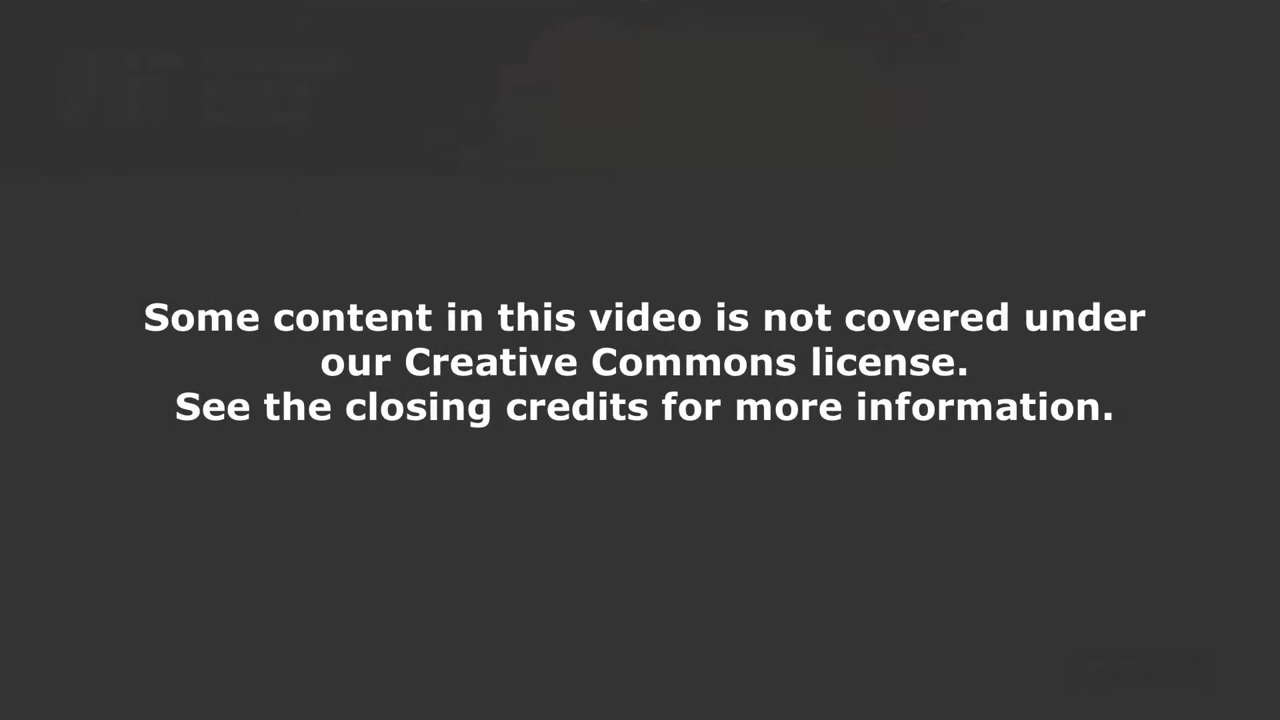 Some content in this video is not covered under
our Creative Commons license.
See the closing credits for more information.